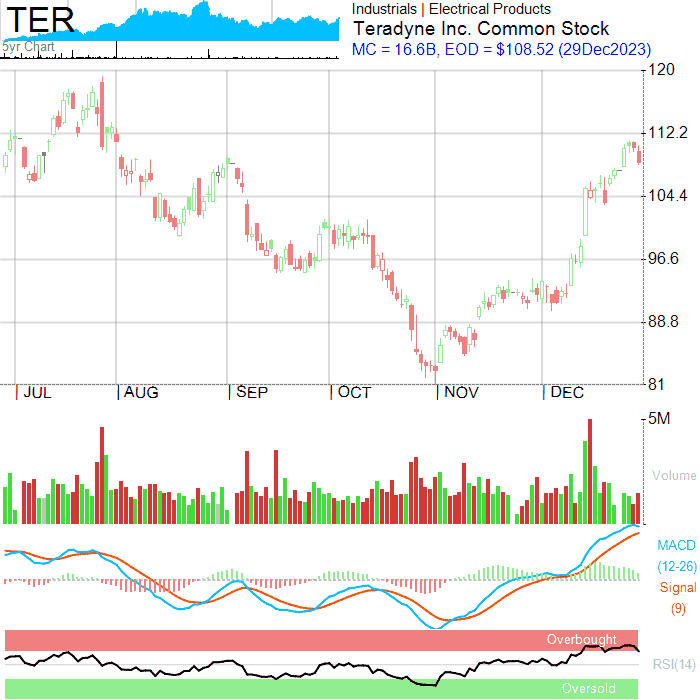 TER
5yr Chart
Industrials | Electrical Products
Teradyne Inc. Common Stock
MC = 16.6B, EOD = $108.52 (29Dec2023)
120
112.2
104.4
96.6
88.8
81
JUL AUG SEP OCT NOV DEC
5M
Volume
MACD
(12-26)
Signal
(9)
Overbought
RSI(14)
Oversold